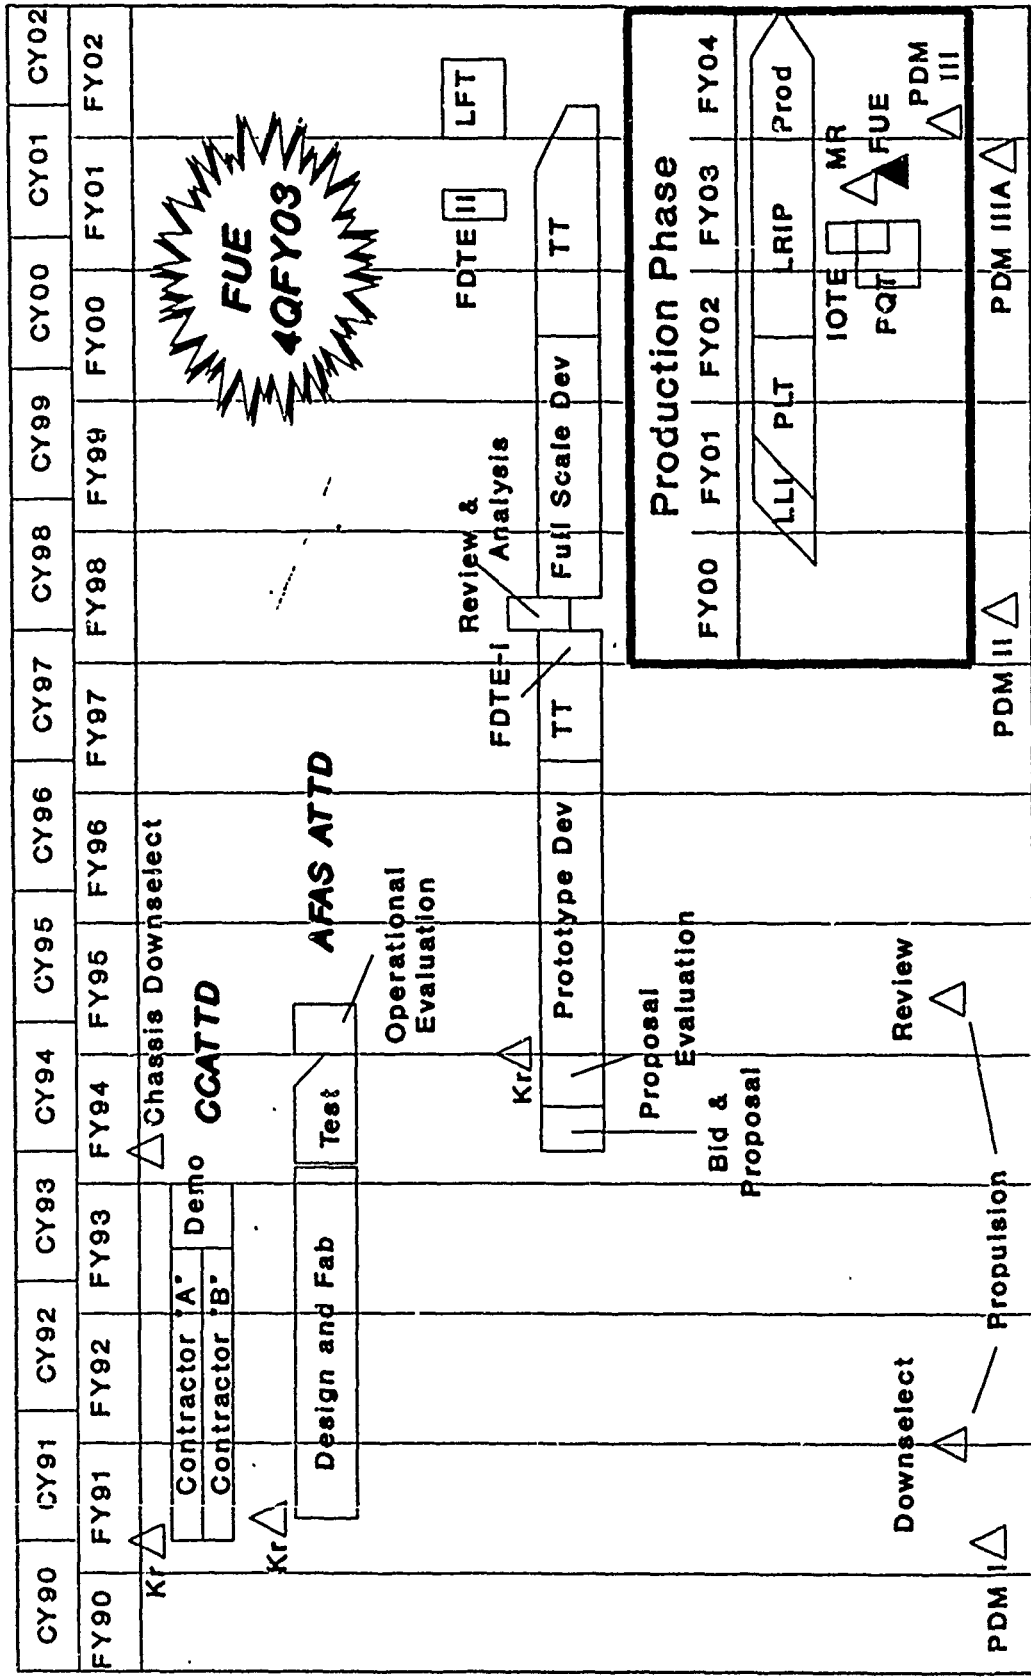 CY90 CY91 CY92 CY93 CY94 CY95 CY96 CY97 CY98 CY99 CY00 CY01 CY02
FY90 FY91 FY92 FY93 FY94 FY95 FY96 FY97 FY98 FY99 FY00 FY01 FY02
Kr
Chassis Downselect
Contractor "A"
Contractor "B"
Demo
CCATTD
FUE
4QFY03
Kr
Design and Fab
Test
AFAS ATTD
Operational
Evaluation
FDTE II
LFT
Review &
Analysis
FDTE-I
Kr
Prototype Dev
TT
Full Scale Dev
TT
Proposal
Evaluation
Bid &
Proposal
Production Phase
FY00 FY01 FY02 FY03 FY04
LLI PLT LRIP Prod
IOTE
MR
PQT
FUE
PDM
III
Downselect
Review
Propulsion
PDM I
PDM II
PDM IIIA